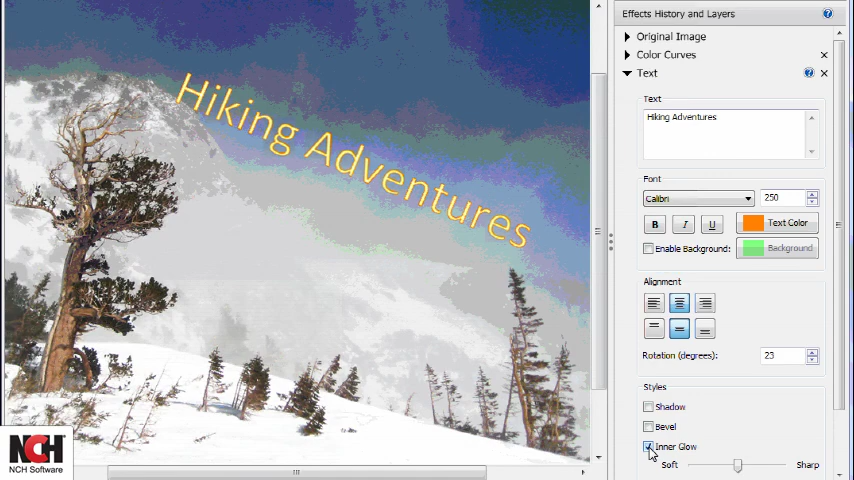 Effects History and Layers
Original Image
Color Curves
Text
Text
Hiking Adventures
Hiking Adventures
Font
Calibri
250
B I U
Text Color
Enable Background:
Background
Alignment
Rotation (degrees):
23
Styles
Shadow
Bevel
Inner Glow
Soft
Sharp
NCH
NCH Software